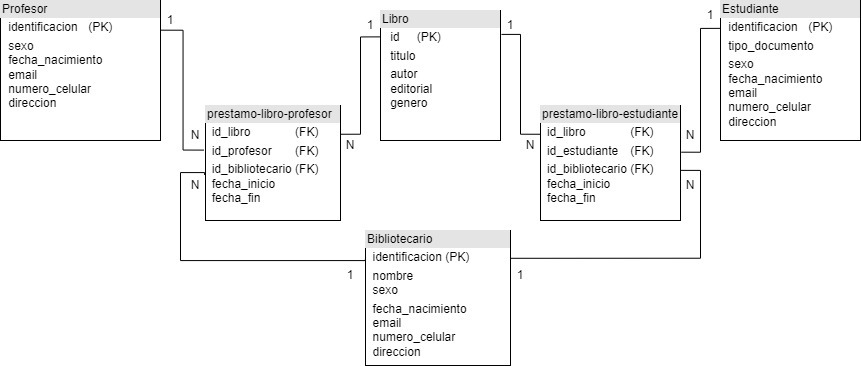 Profesor
identificacion (PK)
sexo
fecha_nacimiento
email
numero_celular
direccion
1
1
Libro
id (PK)
titulo
autor
editorial
genero
1
1
Estudiante
identificacion (PK)
tipo_documento
sexo
fecha_nacimiento
email
numero_celular
direccion
N
prestamo-libro-profesor
id_libro (FK)
id_profesor (FK)
id_bibliotecario (FK)
fecha_inicio
fecha_fin
N
N
N
prestamo-libro-estudiante
id_libro (FK)
id_estudiante (FK)
id_bibliotecario (FK)
fecha_inicio
fecha_fin
N
N
1
Bibliotecario
identificacion (PK)
nombre
sexo
fecha_nacimiento
email
numero_celular
direccion
1